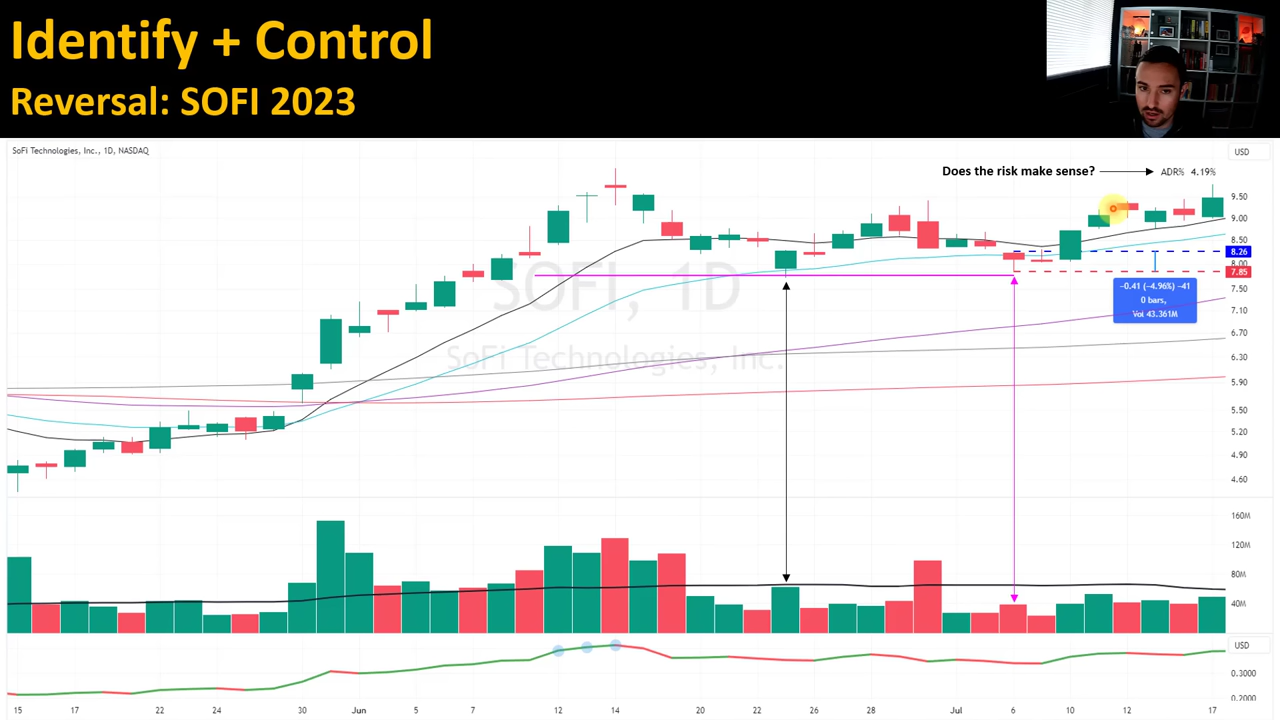 Identify + Control
Reversal: SOFI 2023
SoFi Technologies, Inc., 1D, NASDAQ
USD
Does the risk make sense?
ADR% 4.19%
9.50
9.00
8.50
8.26
8.00
7.85
7.50
7.10
6.70
6.30
5.90
5.50
5.20
4.90
4.60
SOFI, 1D
SoFi Technologies, Inc.
-0.41 (-4.96%) -41
0 bars,
Vol 43.361M
160M
120M
80M
40M
USD
0.3000
0.2000
15 17 22 24 30 Jun 5 7 12 14 20 22 26 28 Jul 6 10 12 17